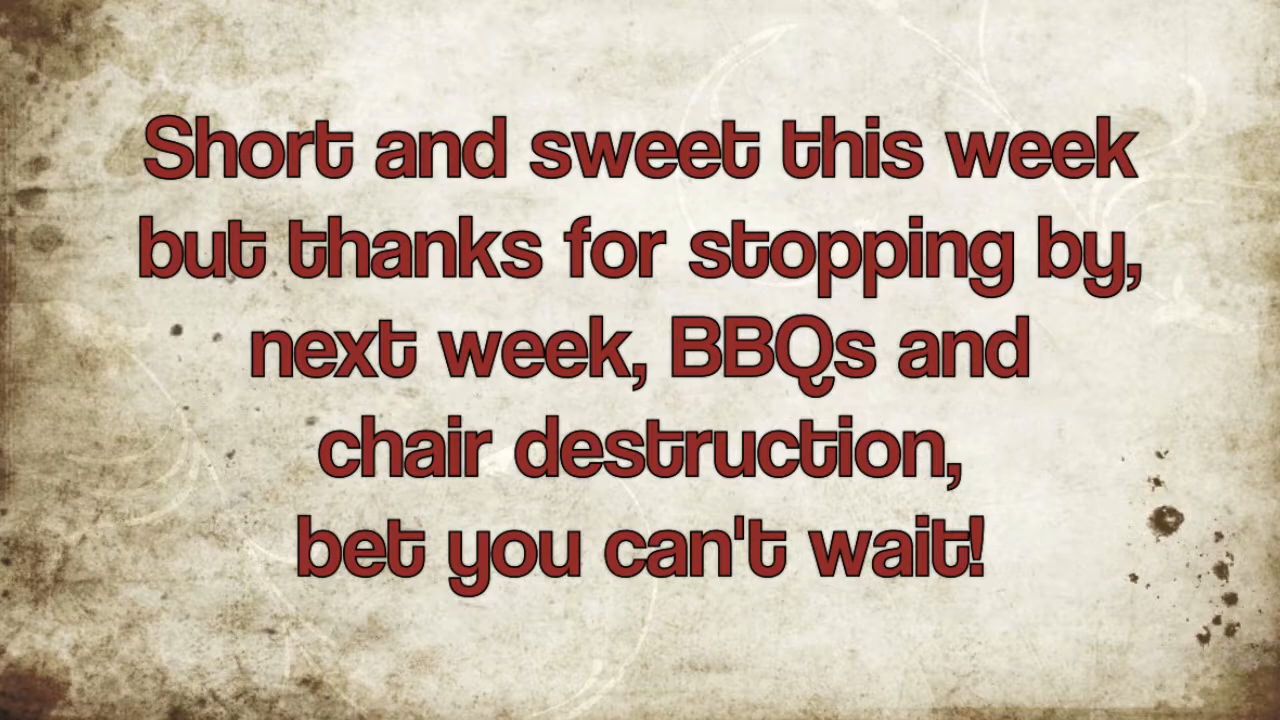 Short and sweet this week
but thanks for stopping by,
next week, BBQs and
chair destruction,
bet you can't wait!